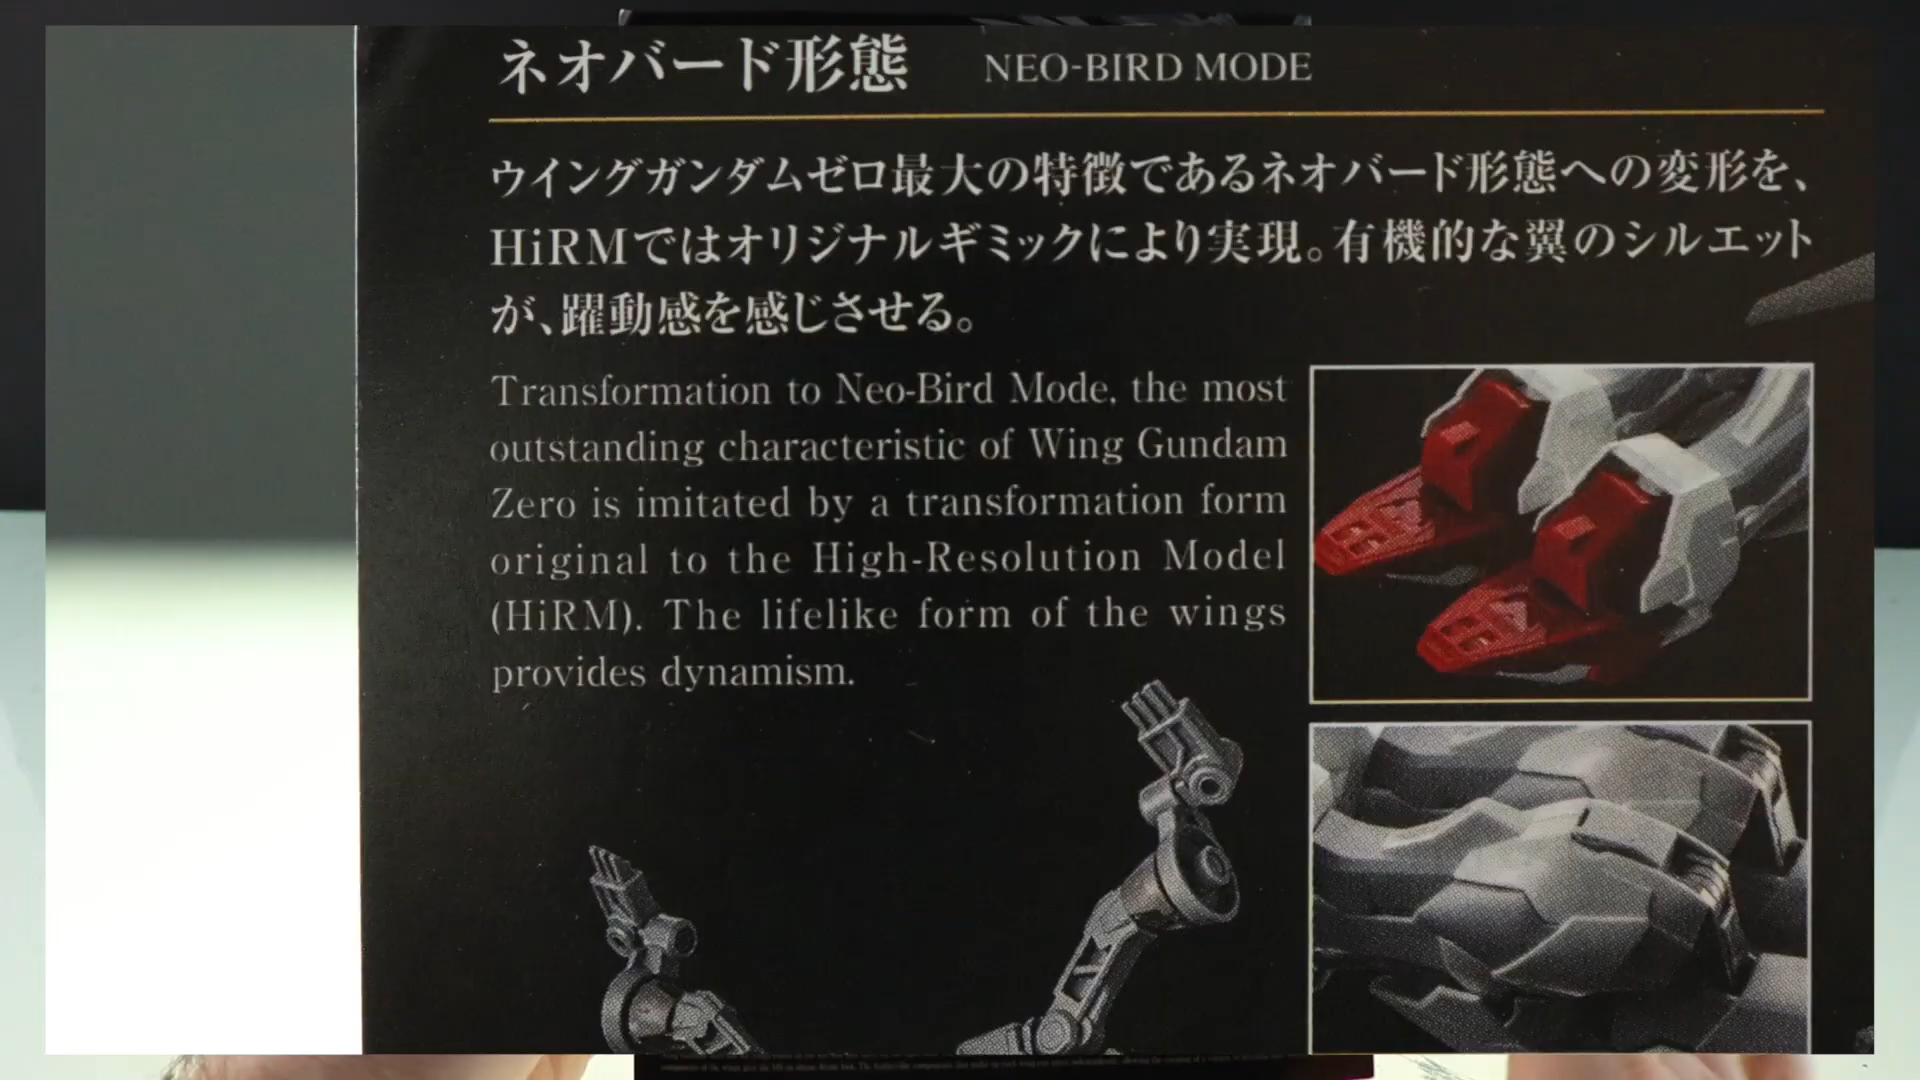 ネオバード形態 NEO-BIRD MODE
ウイングガンダムゼロ最大の特徴であるネオバード形態への変形を、
HiRMではオリジナルギミックにより実現。有機的な翼のシルエット
が、躍動感を感じさせる。
Transformation to Neo-Bird Mode, the most
outstanding characteristic of Wing Gundam
Zero is imitated by a transformation form
original to the High-Resolution Model
(HiRM). The lifelike form of the wings
provides dynamism.